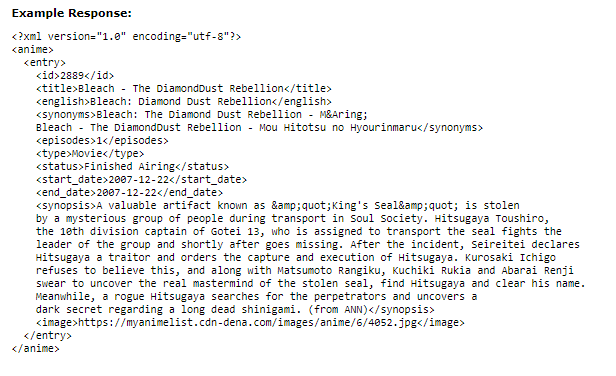 Example Response:
<?xml version="1.0" encoding="utf-8"?>
<anime>
<entry>
<id>2889</id>
<title>Bleach - The DiamondDust Rebellion</title>
<english>Bleach: Diamond Dust Rebellion</english>
<synonyms>Bleach: The Diamond Dust Rebellion - M&Aring;
Bleach - The DiamondDust Rebellion - Mou Hitotsu no Hyourinmaru</synonyms>
<episodes>1</episodes>
<type>Movie</type>
<status>Finished Airing</status>
<start_date>2007-12-22</start_date>
<end_date>2007-12-22</end_date>
<synopsis>A valuable artifact known as &amp;quot;King's Seal&amp;quot; is stolen
by a mysterious group of people during transport in Soul Society. Hitsugaya Toushiro,
the 10th division captain of Gotei 13, who is assigned to transport the seal fights the
leader of the group and shortly after goes missing. After the incident, Seireitei declares
Hitsugaya a traitor and orders the capture and execution of Hitsugaya. Kurosaki Ichigo
refuses to believe this, and along with Matsumoto Rangiku, Kuchiki Rukia and Abarai Renji
swear to uncover the real mastermind of the stolen seal, find Hitsugaya and clear his name.
Meanwhile, a rogue Hitsugaya searches for the perpetrators and uncovers a
dark secret regarding a long dead shinigami. (from ANN)</synopsis>
<image>https://myanimelist.cdn-dena.com/images/anime/6/4052.jpg</image>
</entry>
</anime>